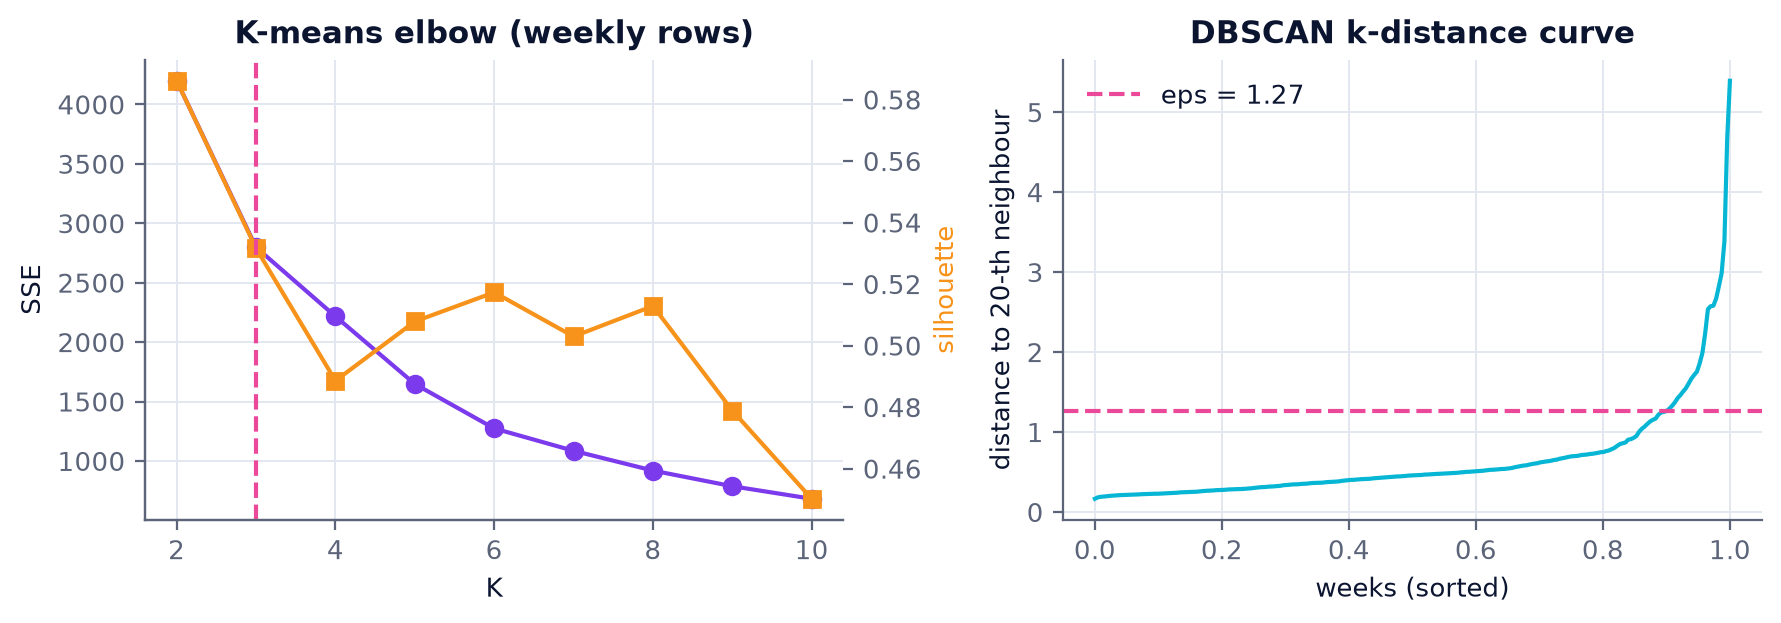 K-means elbow (weekly rows)
SSE
4000
3500
3000
2500
2000
1500
1000
0.58
0.56
0.54
0.52
0.50
0.48
0.46
silhouette
2 4 6 8 10
K
DBSCAN k-distance curve
eps = 1.27
distance to 20-th neighbour
5
4
3
2
1
0
0.0 0.2 0.4 0.6 0.8 1.0
weeks (sorted)